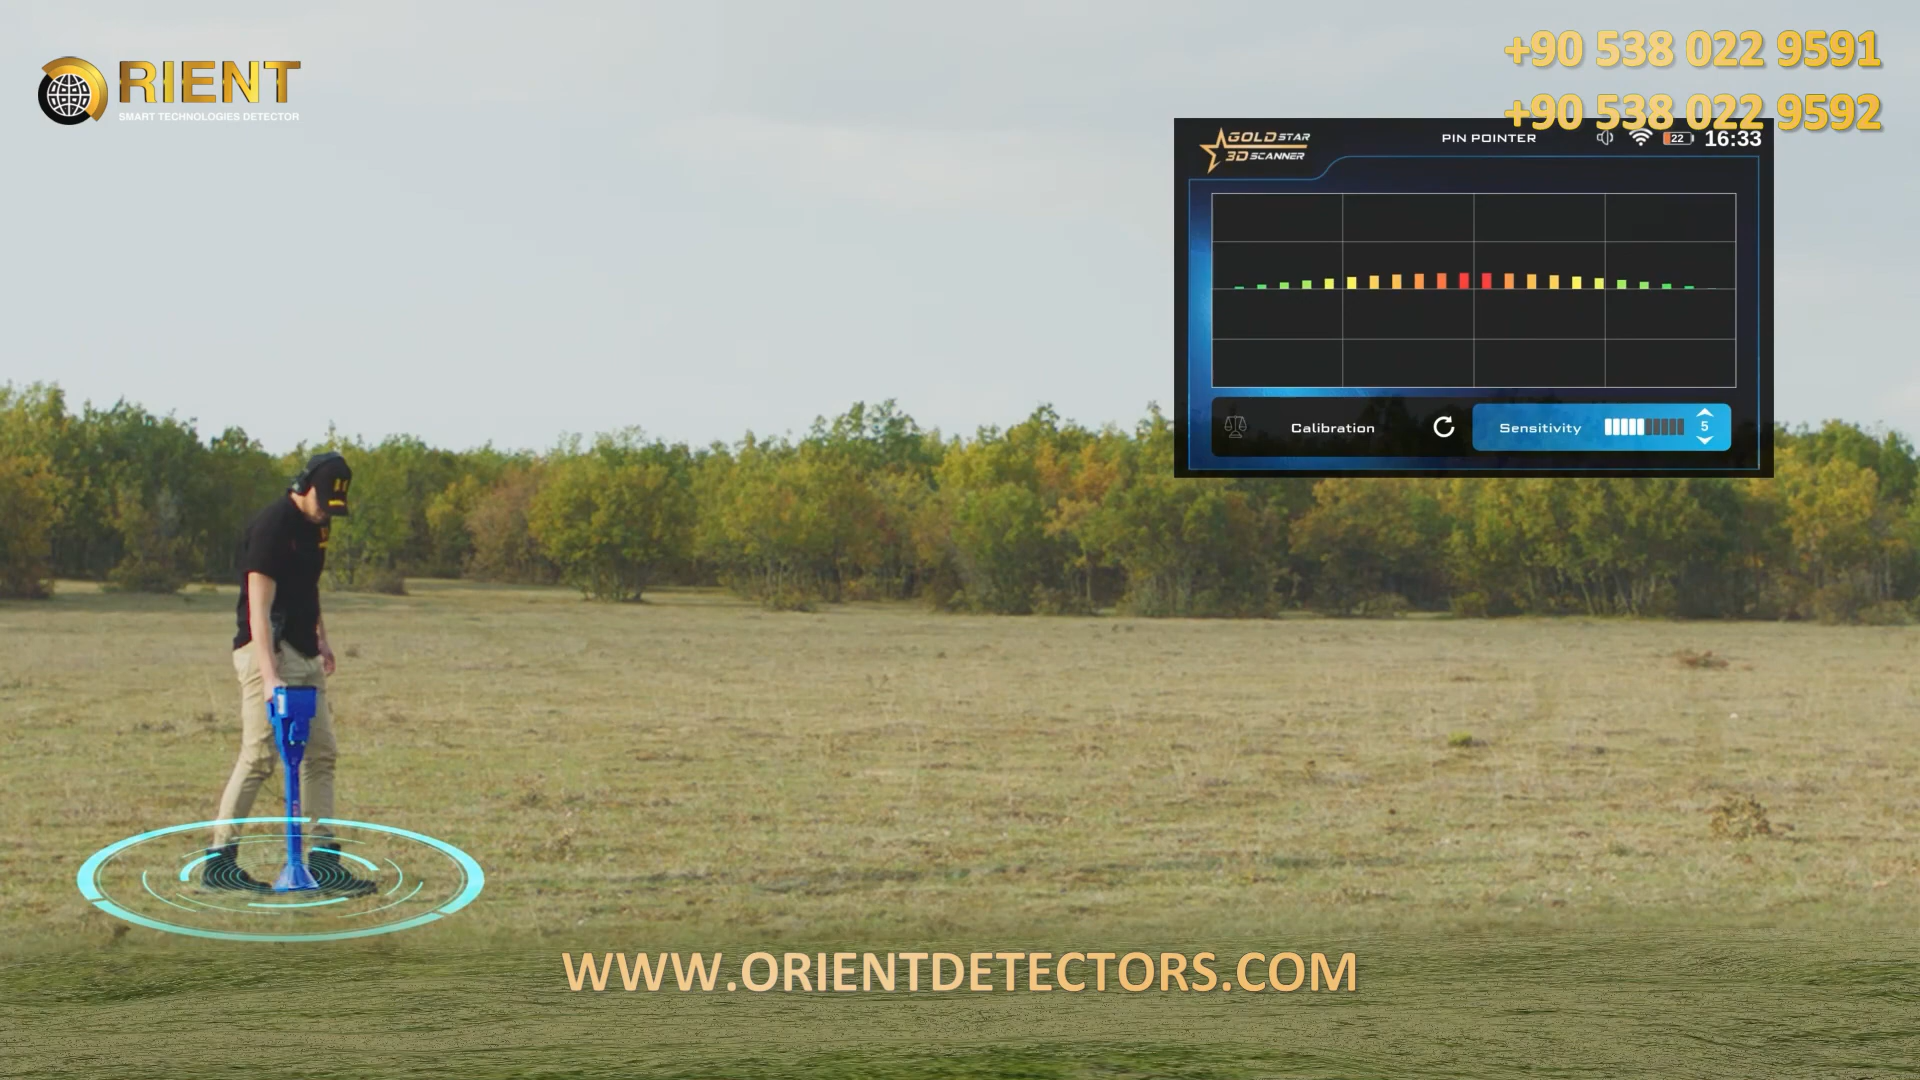 RIENT
SMART TECHNOLOGIES DETECTOR
+90 538 022 9591
+90 538 022 9592
GOLD STAR
3D SCANNER
PIN POINTER
22
16:33
Calibration
Sensitivity
5
WWW.ORIENTDETECTORS.COM